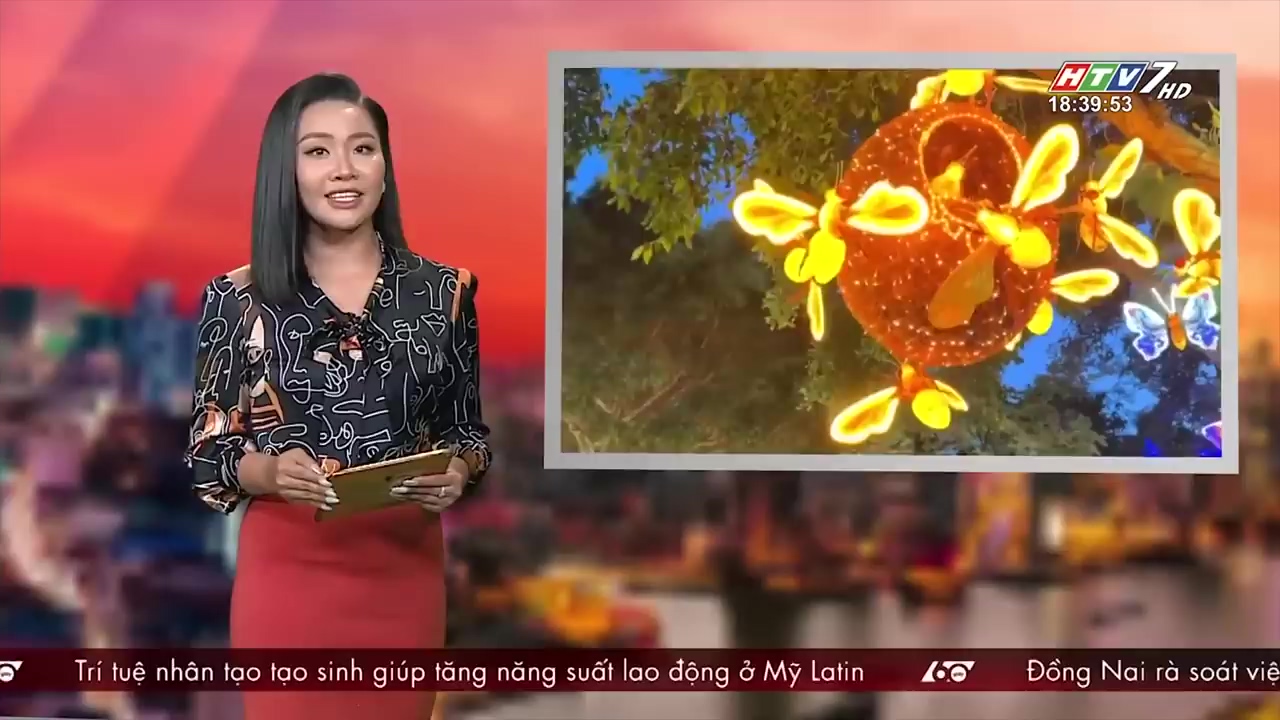 HTV7 HD
18:39:53
Trí tuệ nhân tạo tạo sinh giúp tăng năng suất lao động ở Mỹ Latin 60 Đồng Nai rà soát việ